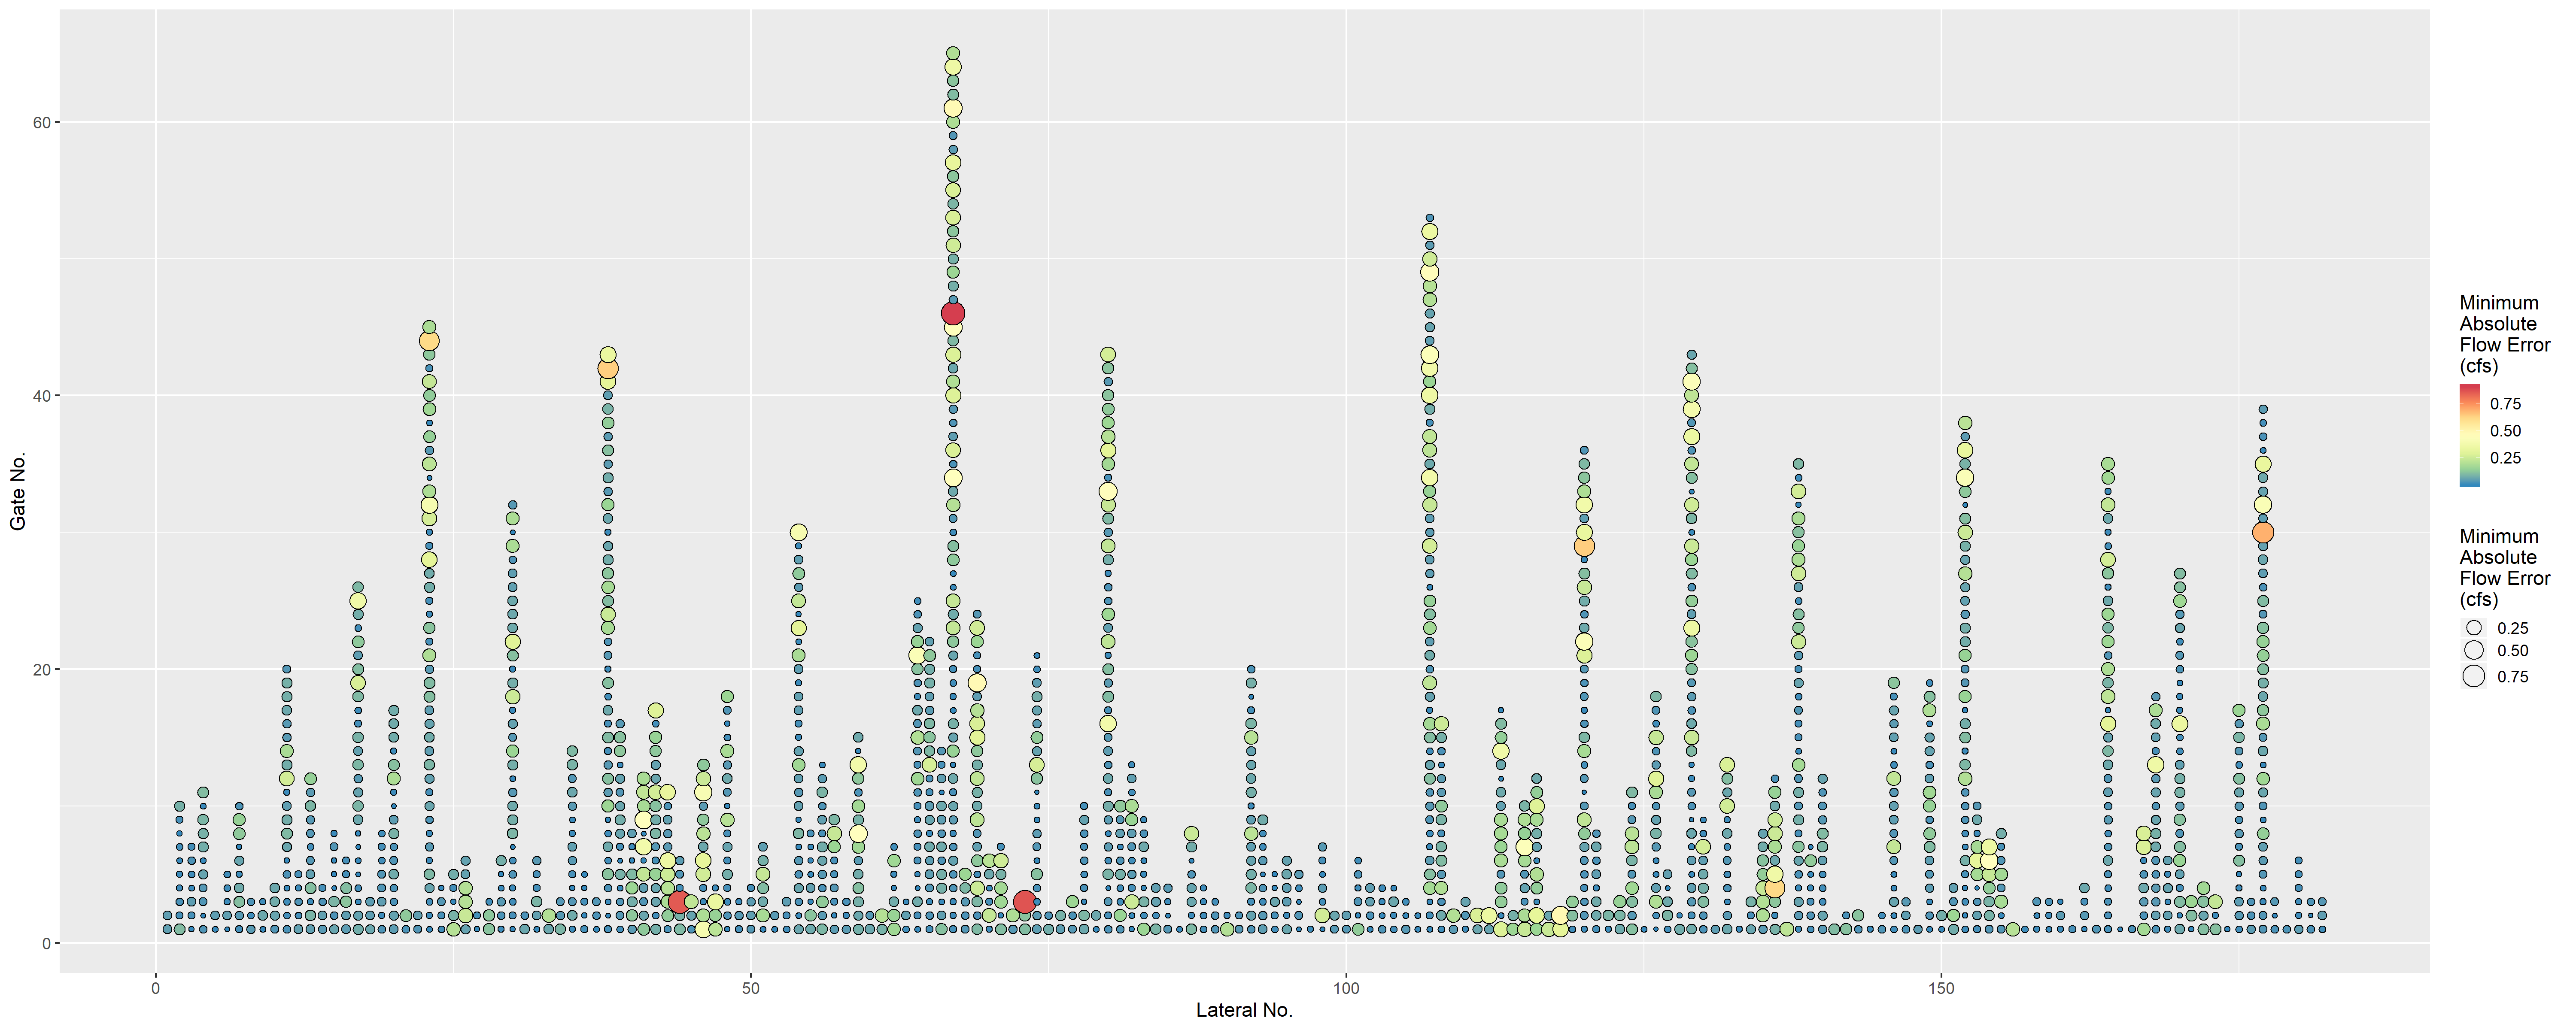 60
40
20
0
Gate No.
0
50
100
150
Lateral No.
Minimum
Absolute
Flow Error
(cfs)
0.75
0.50
0.25
Minimum
Absolute
Flow Error
(cfs)
0.25
0.50
0.75